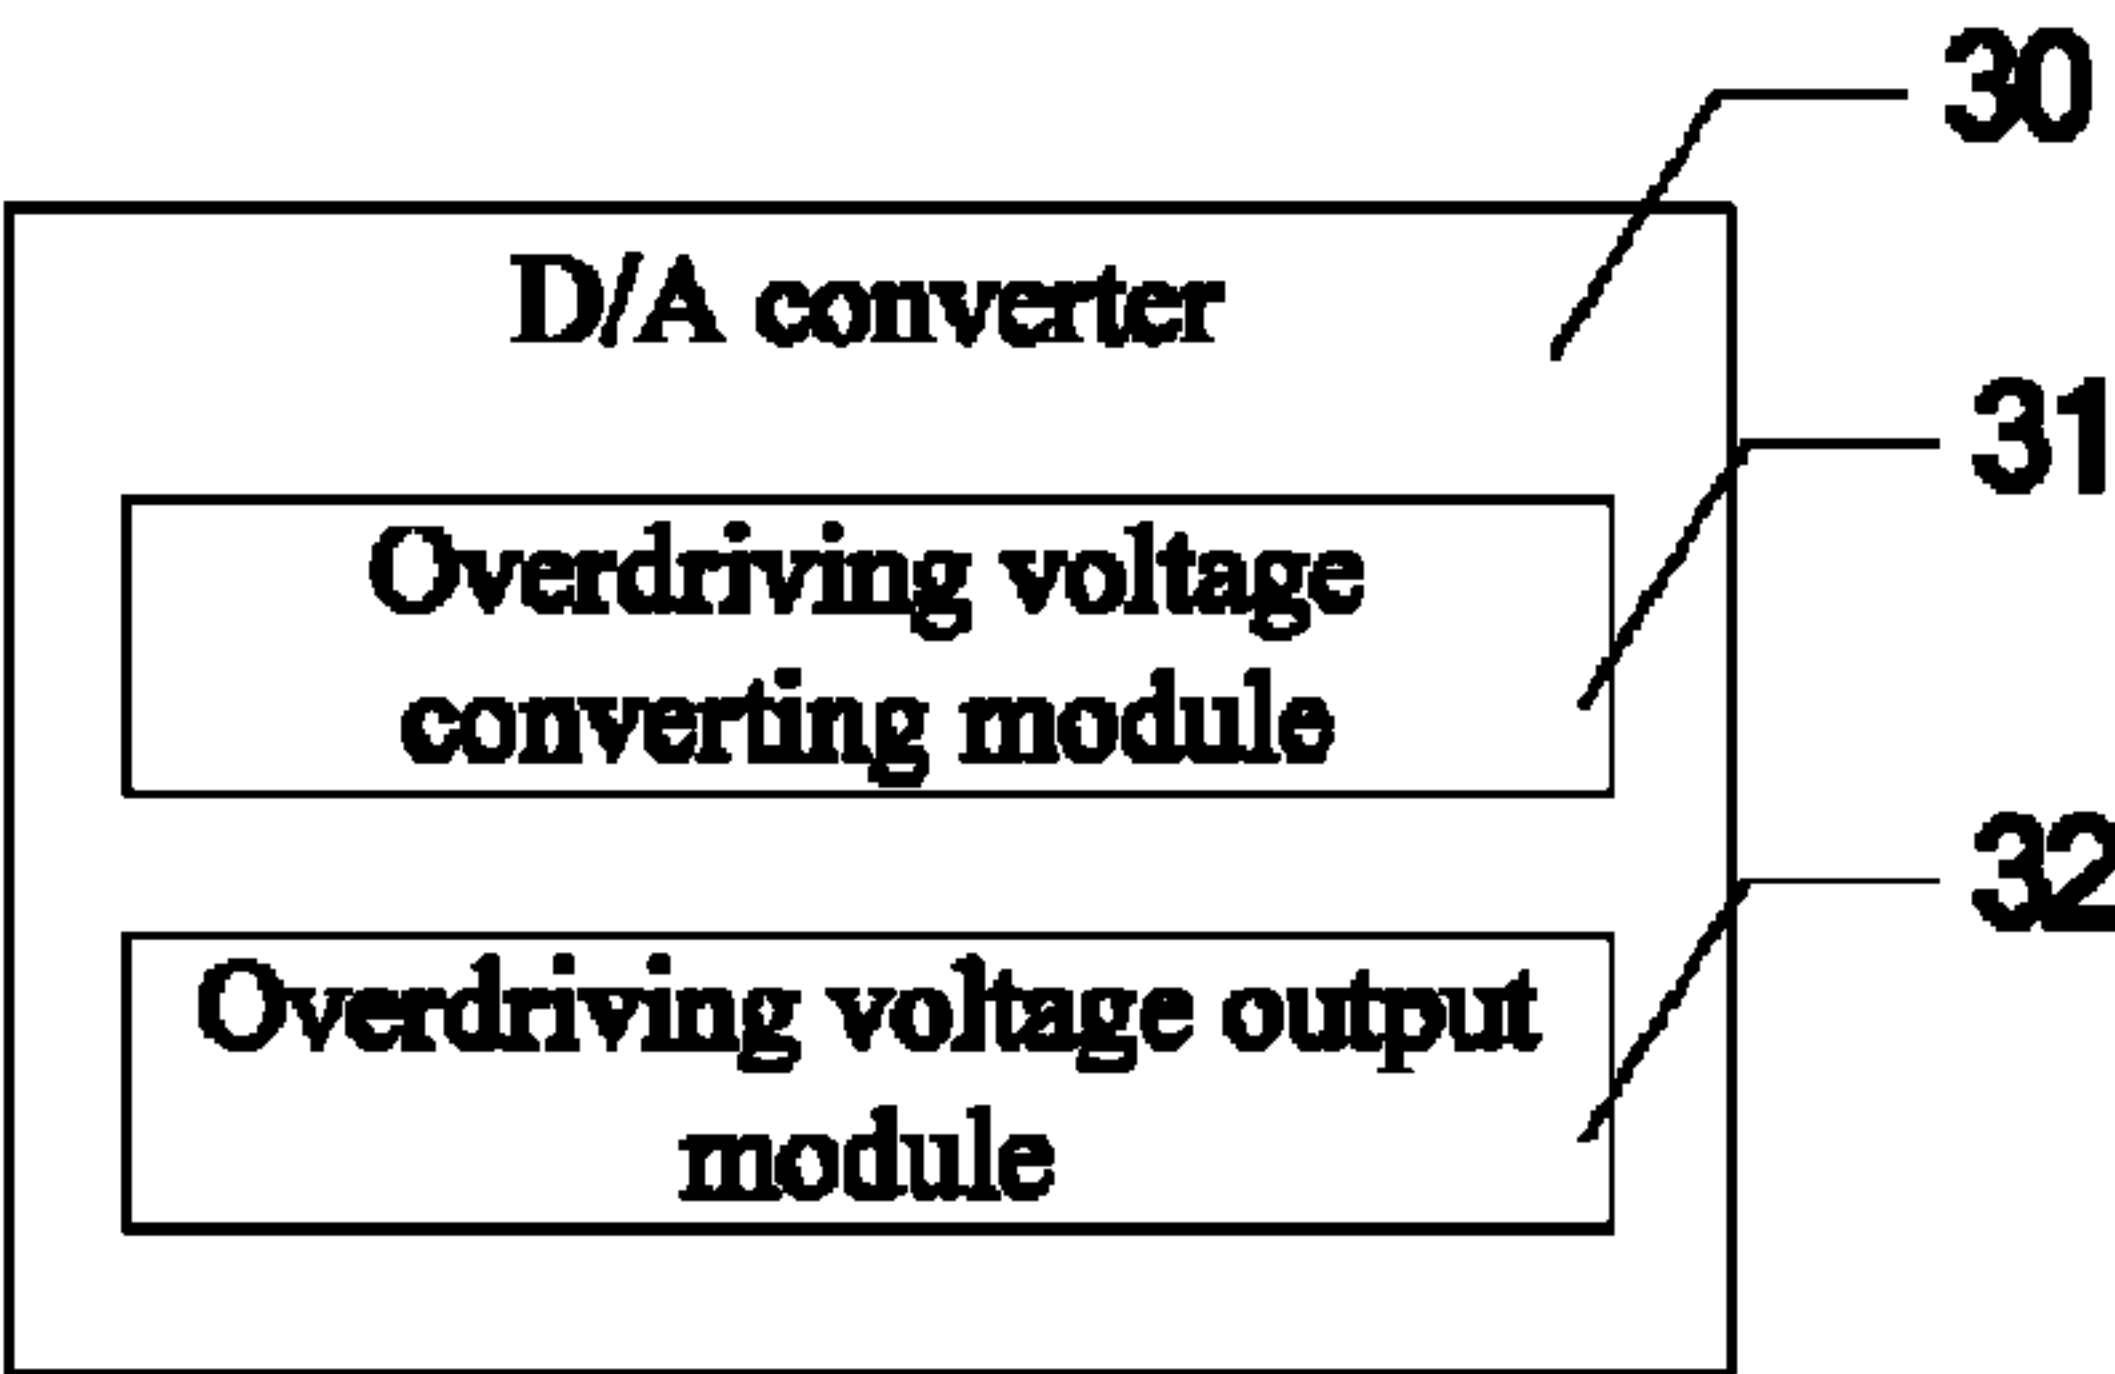 30
D/A converter
31
Overdriving voltage
converting module
32
Overdriving voltage output
module